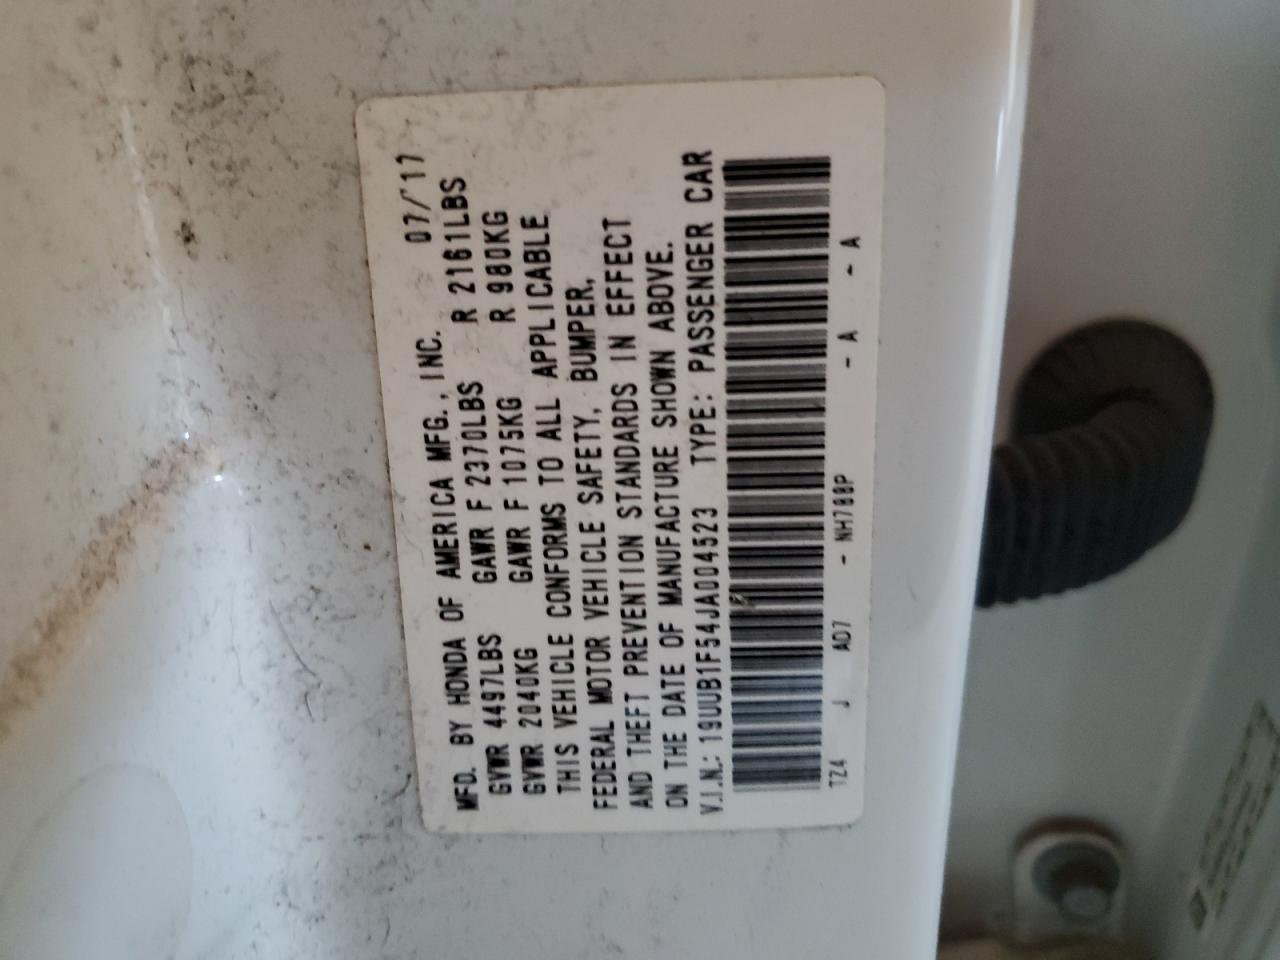 MFD. BY HONDA OF AMERICA MFG., INC. 07/'17
GVWR 4497LBS GAWR F 2370LBS R 2161LBS
GVWR 2040KG GAWR F 1075KG R 980KG
THIS VEHICLE CONFORMS TO ALL APPLICABLE
FEDERAL MOTOR VEHICLE SAFETY, BUMPER,
AND THEFT PREVENTION STANDARDS IN EFFECT
ON THE DATE OF MANUFACTURE SHOWN ABOVE.
V.I.N.: 19UUB1F54JA004523 TYPE: PASSENGER CAR
TZ4 J AD7 - NH788P - A - A